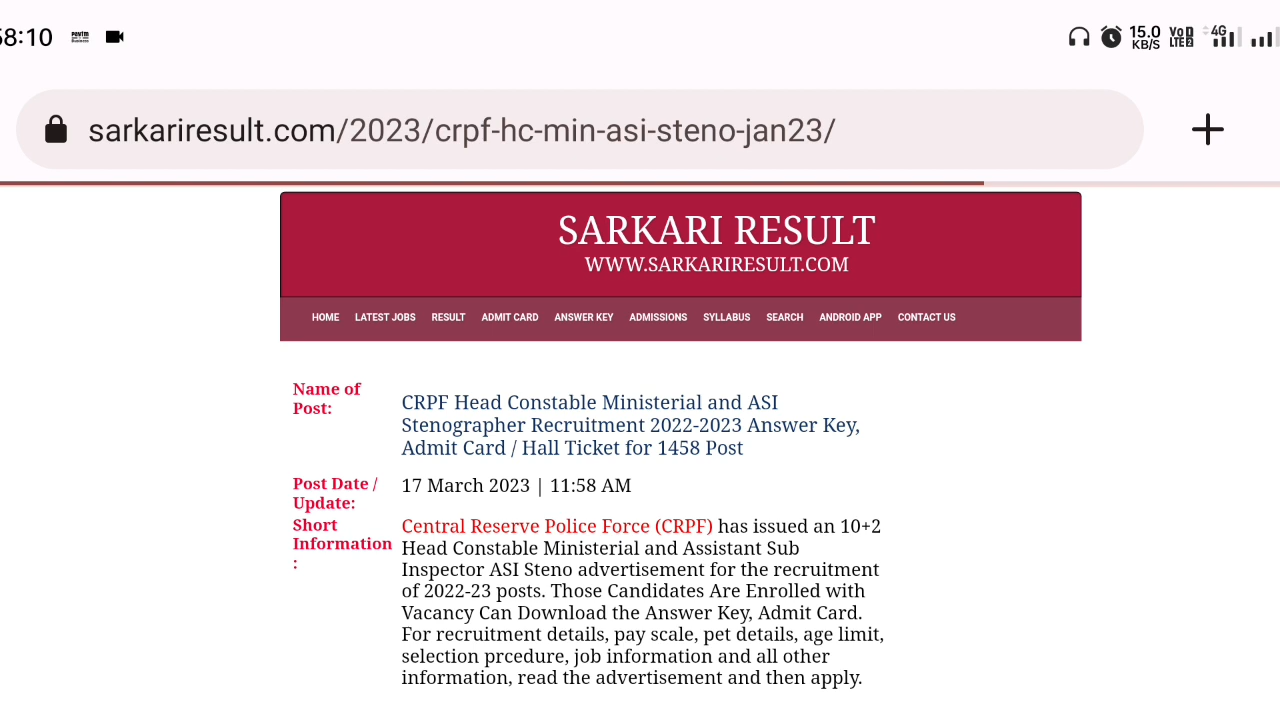 58:10 paytm 15.0 KB/S Vo LTE 2 4G
sarkariresult.com/2023/crpf-hc-min-asi-steno-jan23/
SARKARI RESULT
WWW.SARKARIRESULT.COM
HOME LATEST JOBS RESULT ADMIT CARD ANSWER KEY ADMISSIONS SYLLABUS SEARCH ANDROID APP CONTACT US
Name of
Post:
CRPF Head Constable Ministerial and ASI
Stenographer Recruitment 2022-2023 Answer Key,
Admit Card / Hall Ticket for 1458 Post
Post Date /
Update:
17 March 2023 | 11:58 AM
Short
Information
:
Central Reserve Police Force (CRPF) has issued an 10+2
Head Constable Ministerial and Assistant Sub
Inspector ASI Steno advertisement for the recruitment
of 2022-23 posts. Those Candidates Are Enrolled with
Vacancy Can Download the Answer Key, Admit Card.
For recruitment details, pay scale, pet details, age limit,
selection prcedure, job information and all other
information, read the advertisement and then apply.